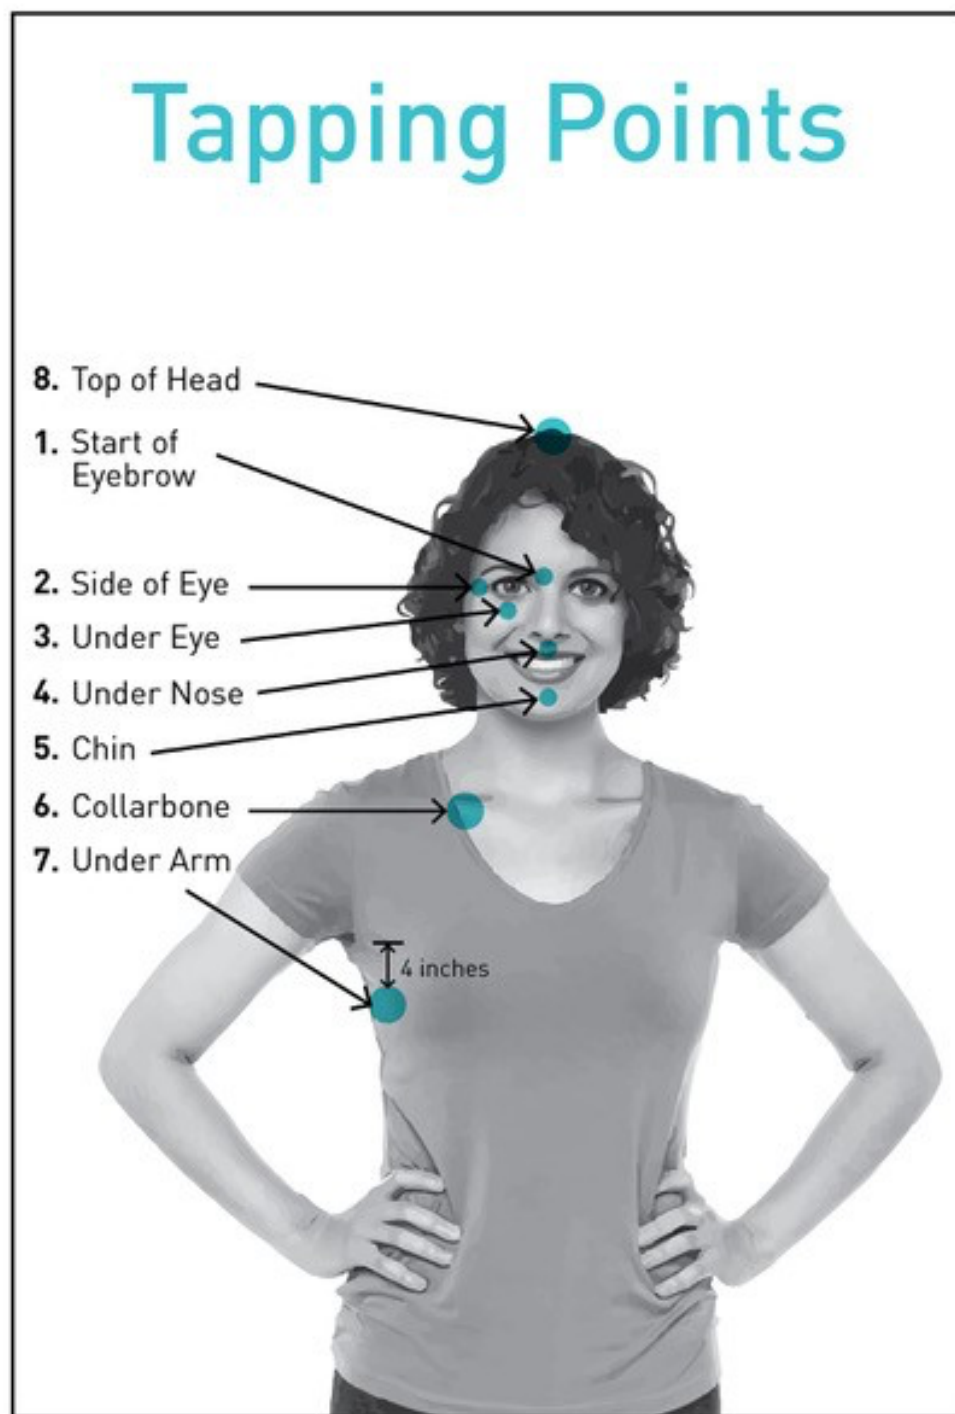 Tapping Points
8. Top of Head
1. Start of
Eyebrow
2. Side of Eye
3. Under Eye
4. Under Nose
5. Chin
6. Collarbone
7. Under Arm
4 inches